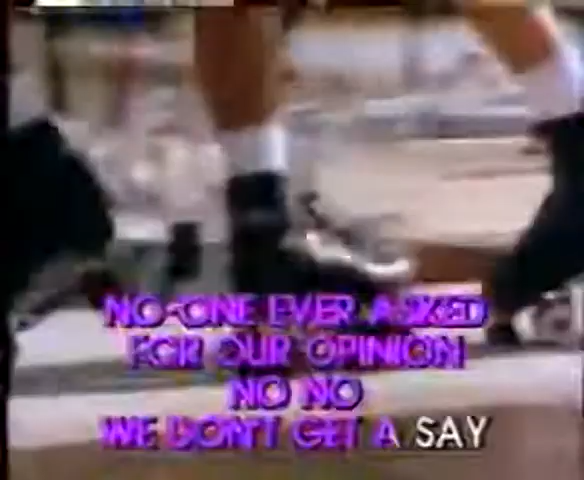 NO-ONE EVER ASKED
FOR OUR OPINION
NO NO
WE DON'T GET A SAY